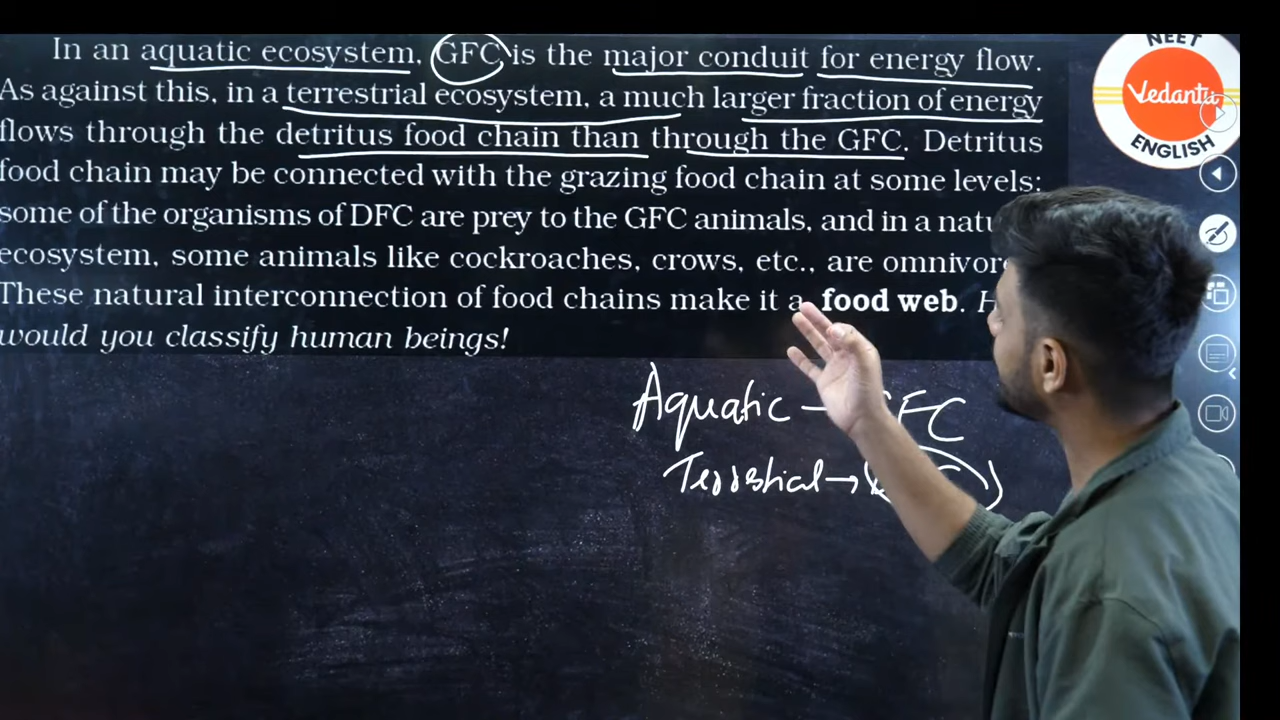 In an aquatic ecosystem, GFC is the major conduit for energy flow.
As against this, in a terrestrial ecosystem, a much larger fraction of energy
flows through the detritus food chain than through the GFC. Detritus
food chain may be connected with the grazing food chain at some levels:
some of the organisms of DFC are prey to the GFC animals, and in a
ecosystem, some animals like cockroaches, crows, etc., are
These natural interconnection of food chains make it a food web.
would you classify human beings!
NEET
Vedantu
ENGLISH
Aquatic – FC
Terrestial →